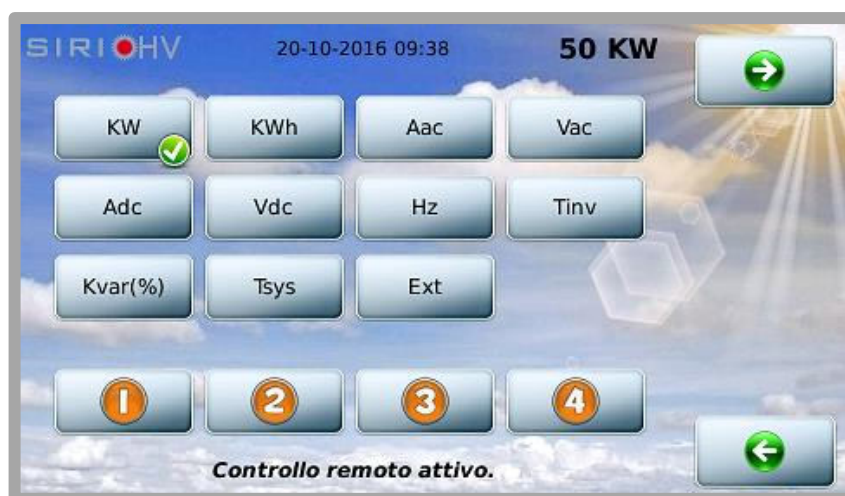 SIRIO HV 20-10-2016 09:38 50 KW
KW KWh Aac Vac
Adc Vdc Hz Tinv
Kvar(%) Tsys Ext
1 2 3 4
Controllo remoto attivo.